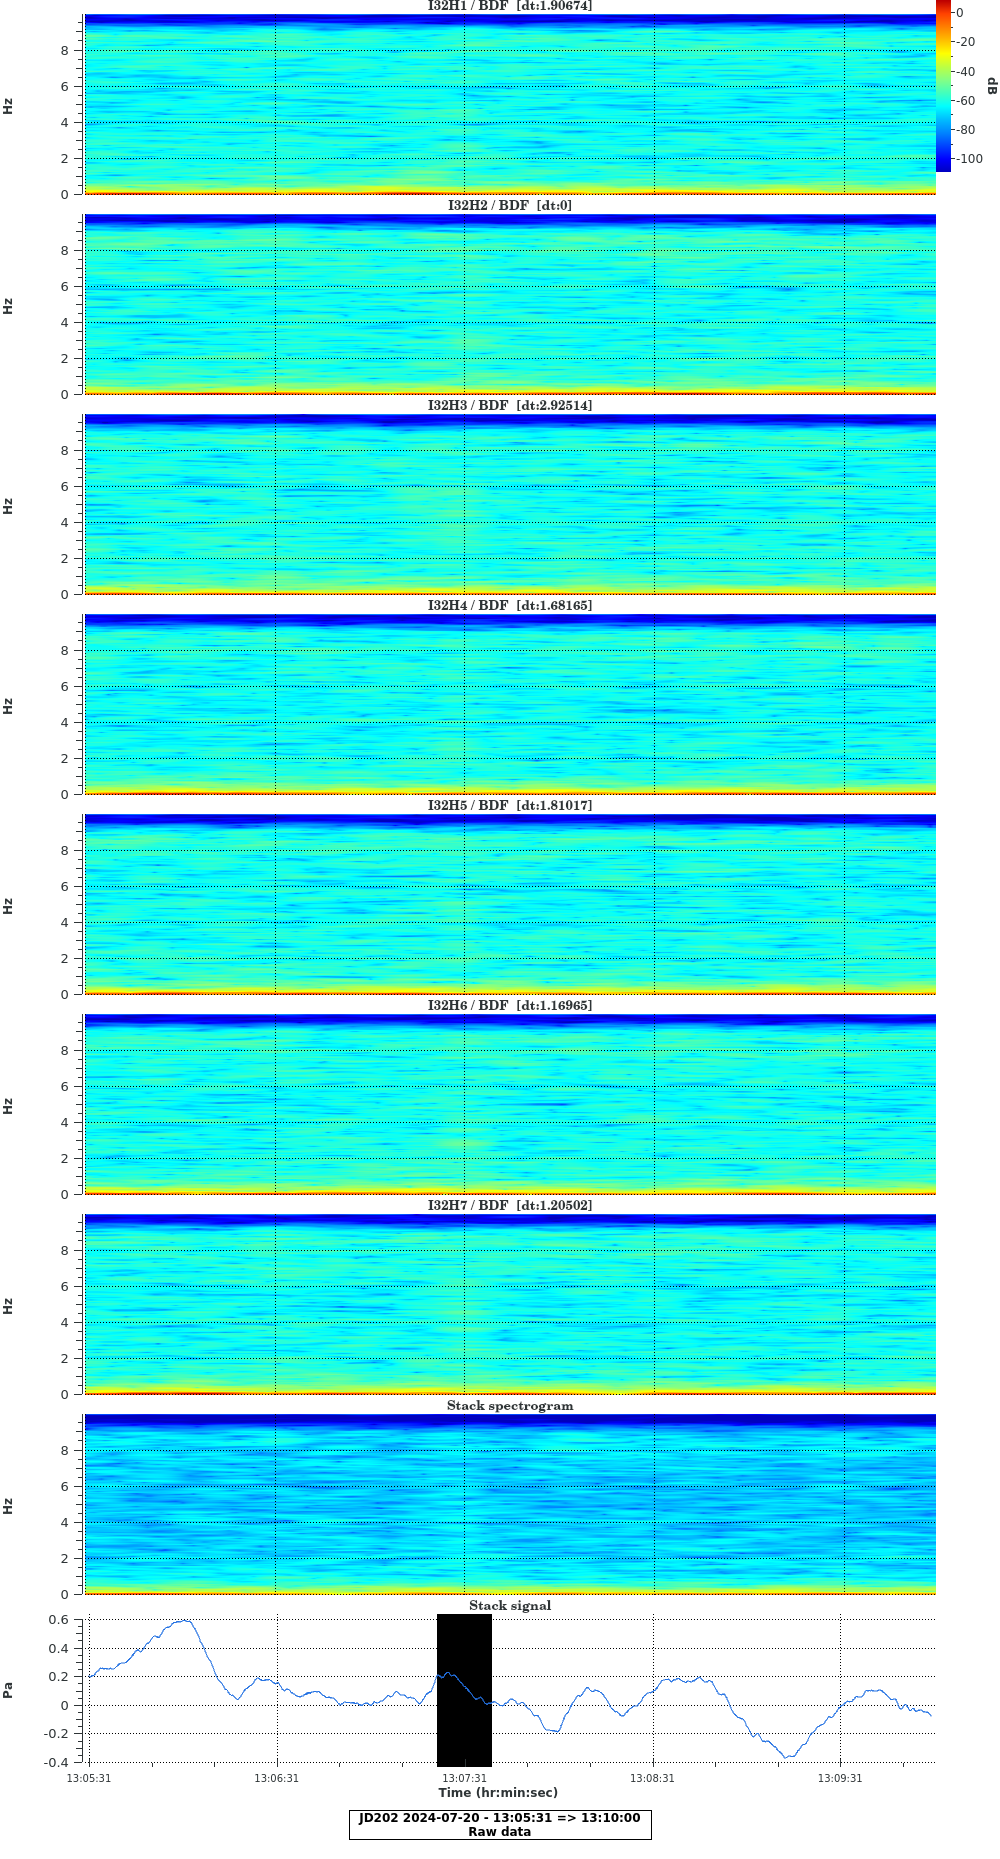 I32H1 / BDF [dt:1.90674]
8
6
4
2
0
Hz
0
-20
-40
-60
-80
-100
dB
I32H2 / BDF [dt:0]
8
6
4
2
0
Hz
I32H3 / BDF [dt:2.92514]
8
6
4
2
0
Hz
I32H4 / BDF [dt:1.68165]
8
6
4
2
0
Hz
I32H5 / BDF [dt:1.81017]
8
6
4
2
0
Hz
I32H6 / BDF [dt:1.16965]
8
6
4
2
0
Hz
I32H7 / BDF [dt:1.20502]
8
6
4
2
0
Hz
Stack spectrogram
8
6
4
2
0
Hz
Stack signal
0.6
0.4
0.2
0
-0.2
-0.4
Pa
13:05:31 13:06:31 13:07:31 13:08:31 13:09:31
Time (hr:min:sec)
JD202 2024-07-20 - 13:05:31 => 13:10:00
Raw data